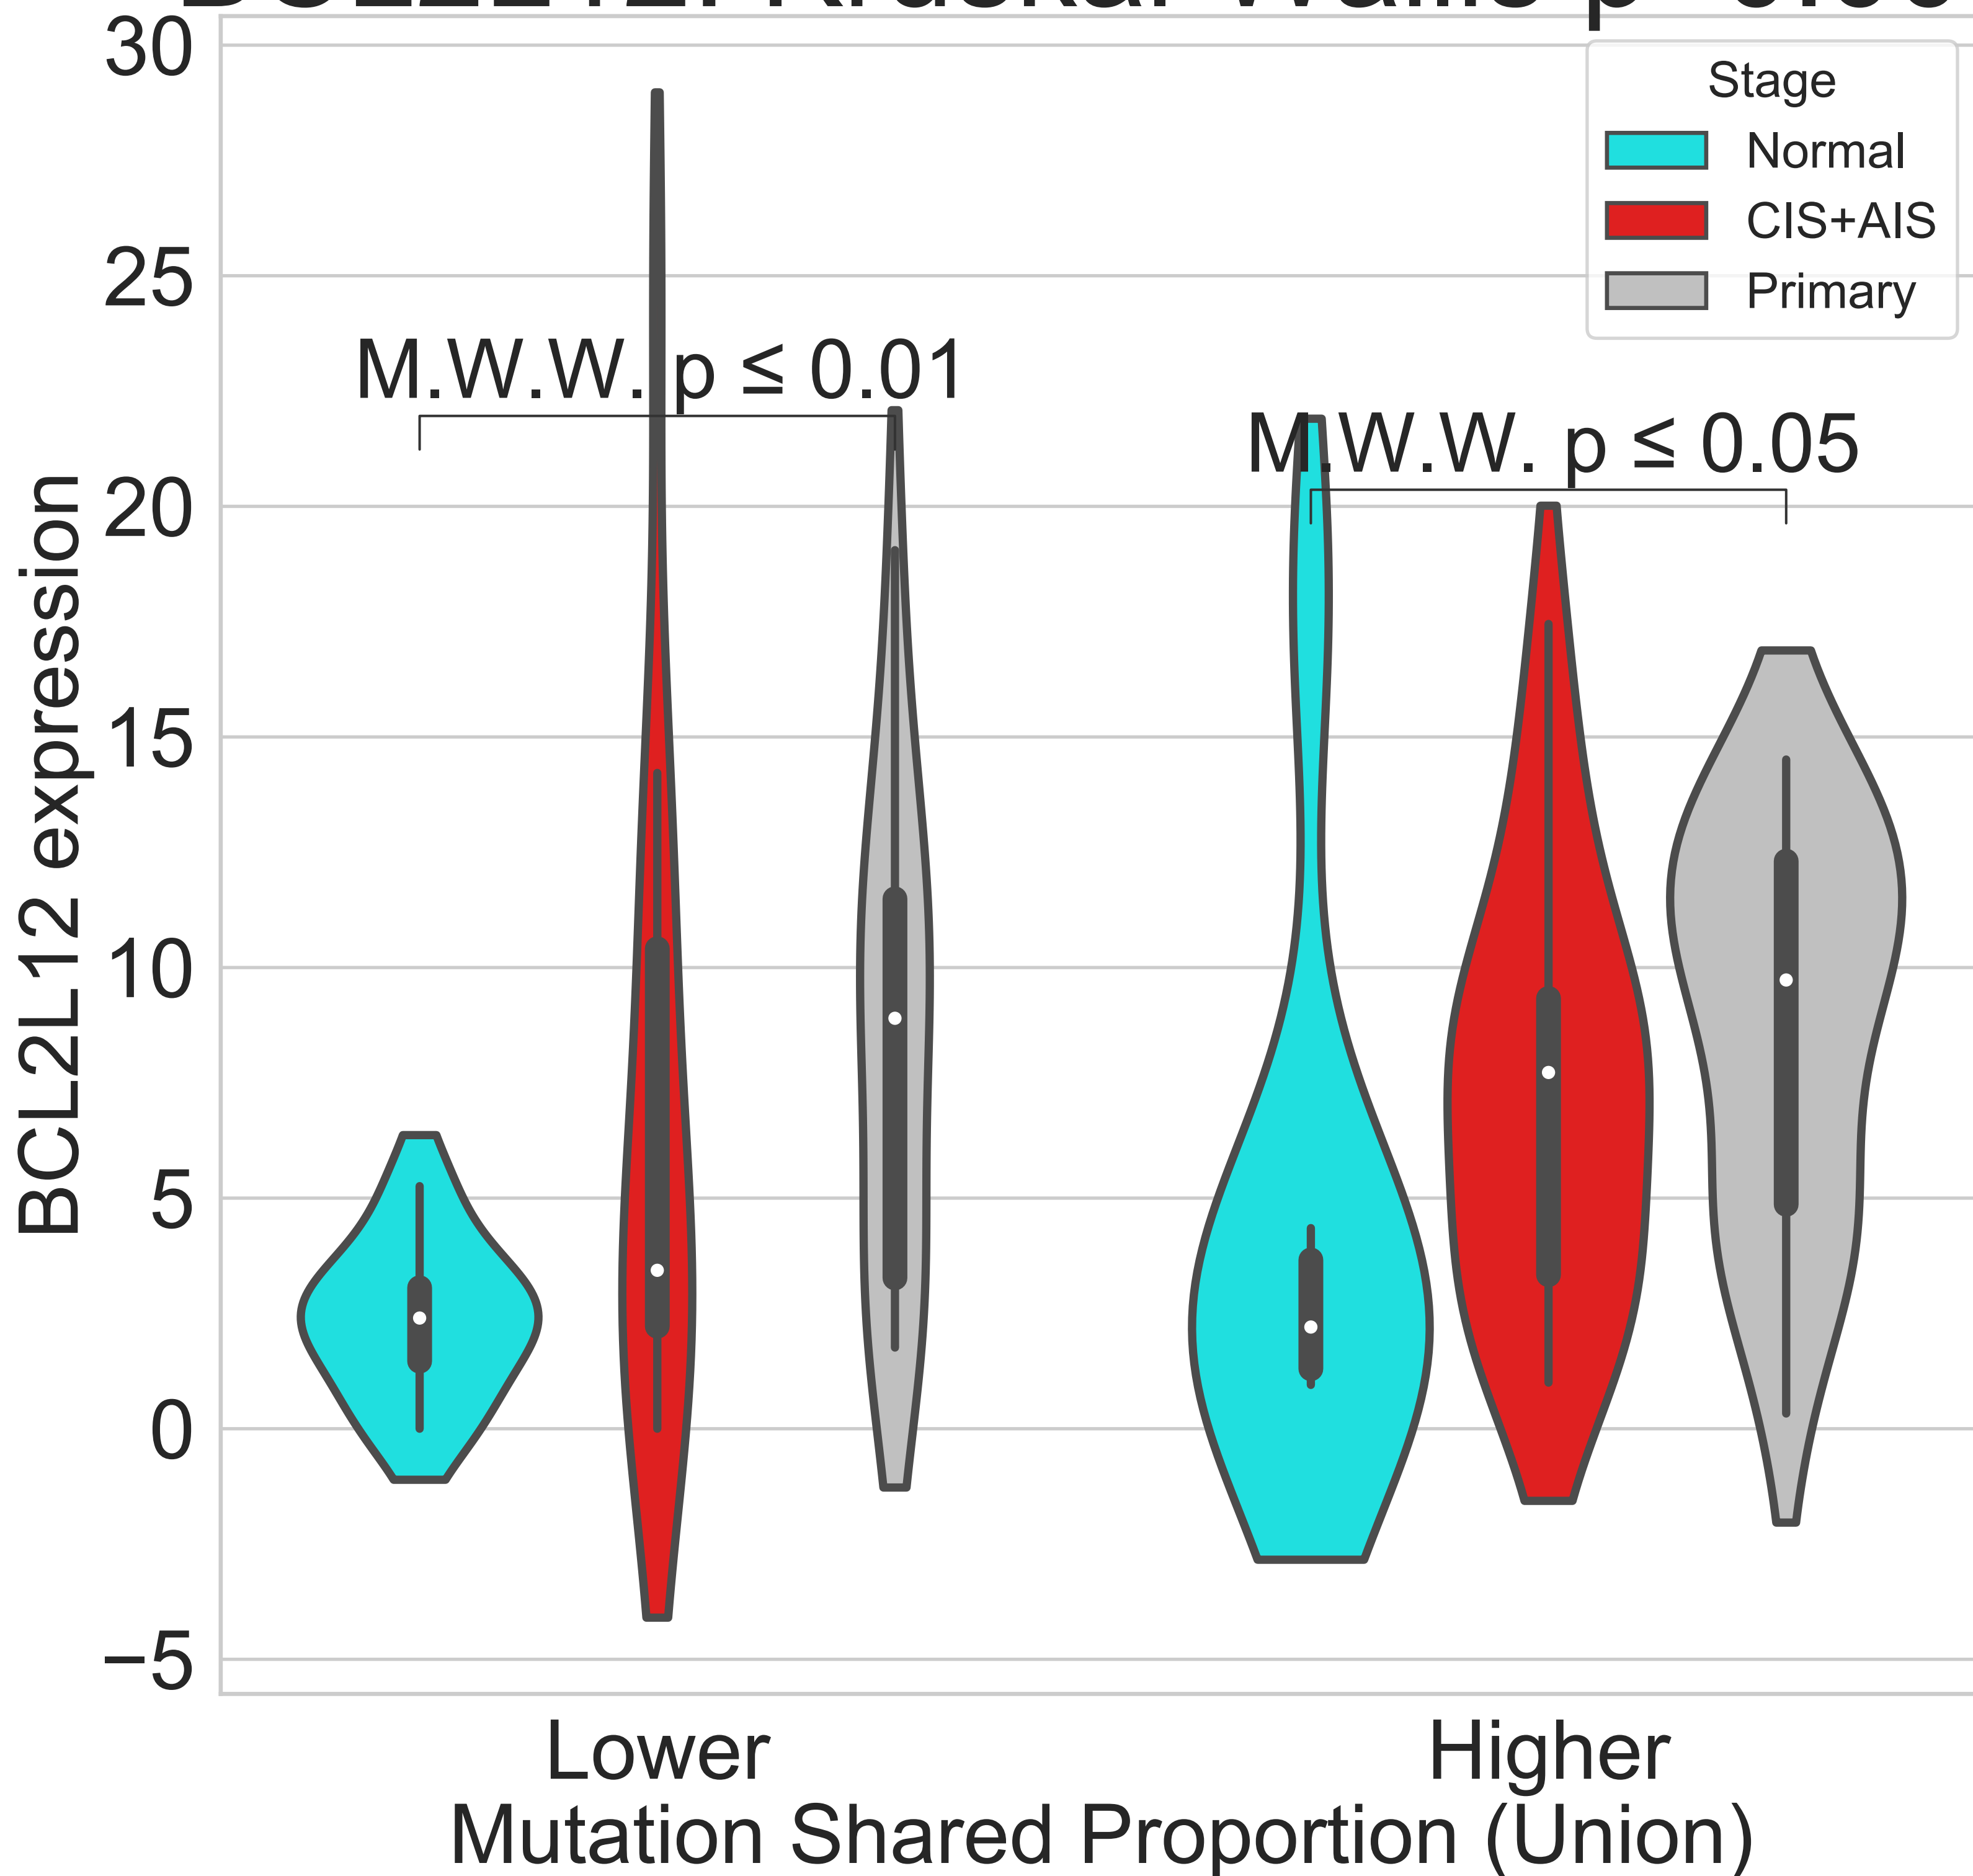 30
25
20
15
10
5
0
−5
BCL2L12 expression
Stage
Normal
CIS+AIS
Primary
M.W.W. p ≤ 0.01
M.W.W. p ≤ 0.05
Lower
Higher
Mutation Shared Proportion (Union)